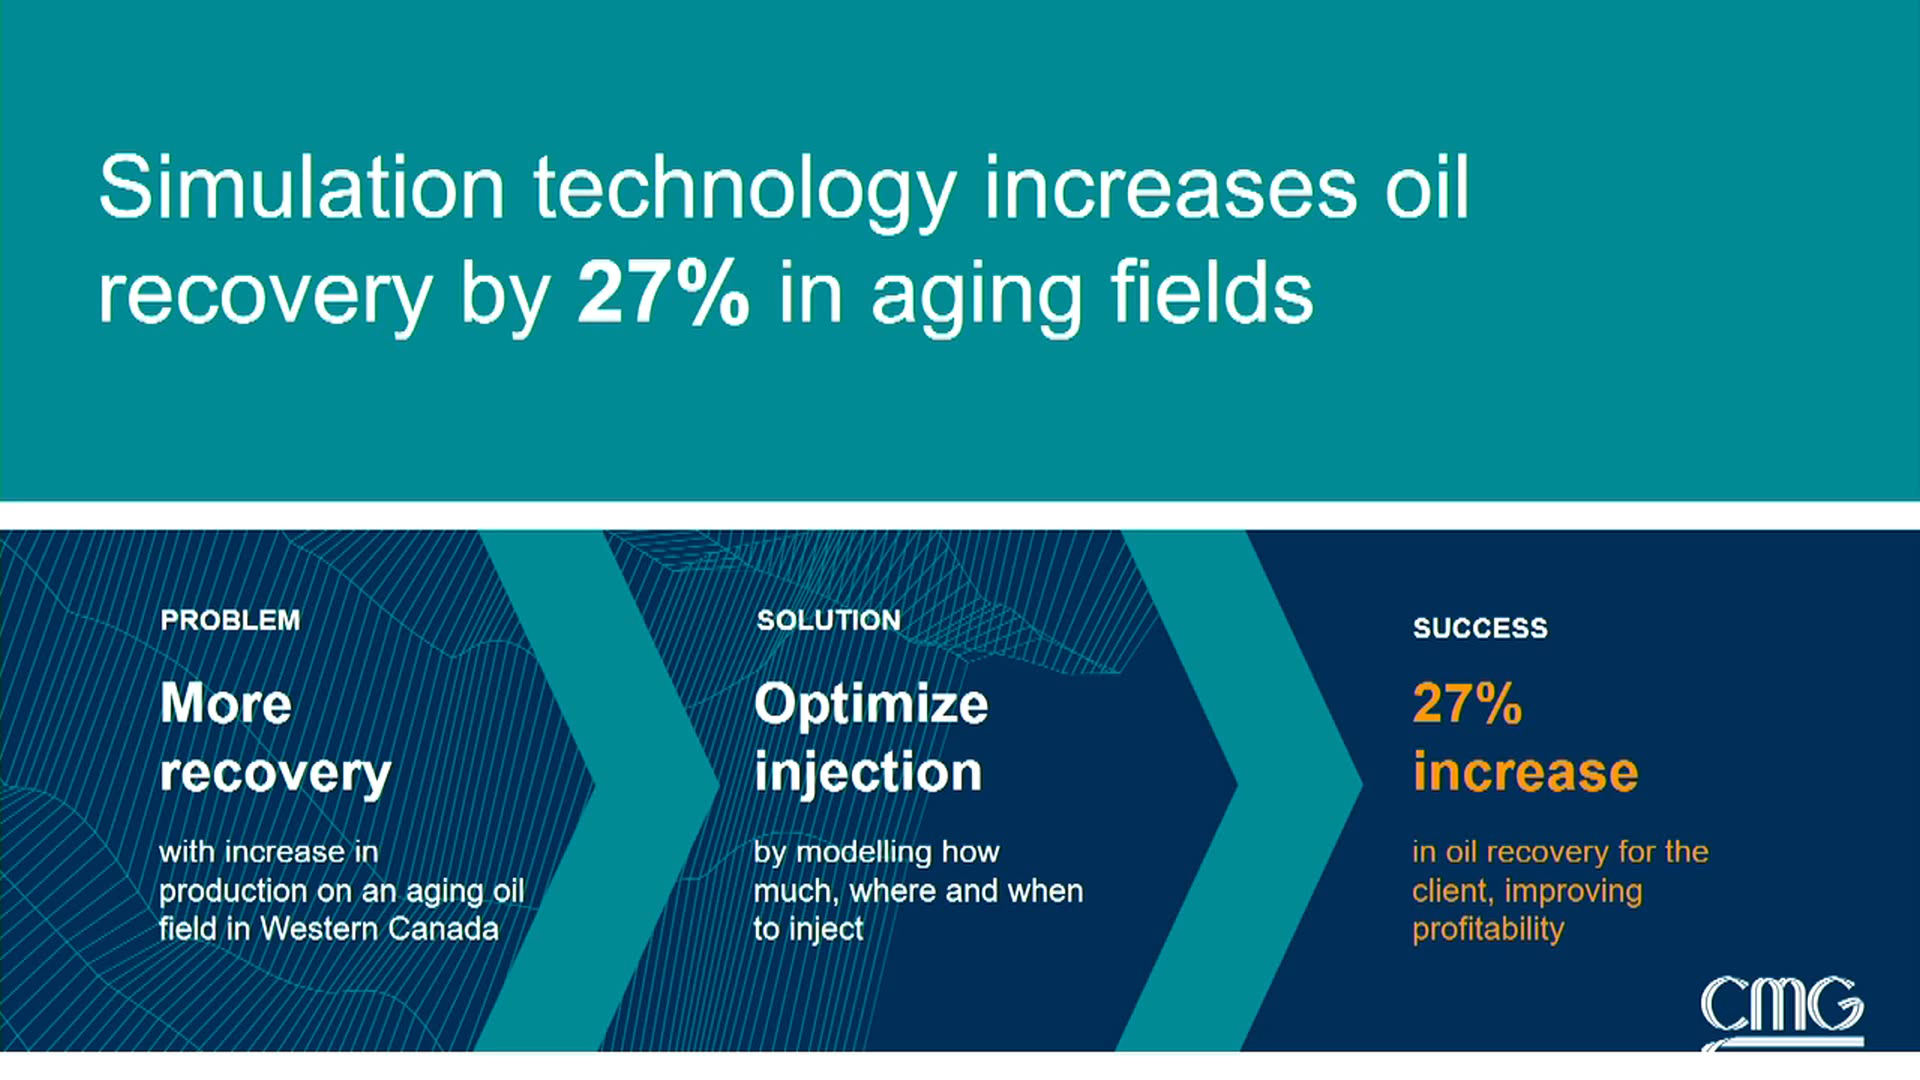 Simulation technology increases oil
recovery by 27% in aging fields
PROBLEM
More
recovery
with increase in
production on an aging oil
field in Western Canada
SOLUTION
Optimize
injection
by modelling how
much, where and when
to inject
SUCCESS
27%
increase
in oil recovery for the
client, improving
profitability
CMG